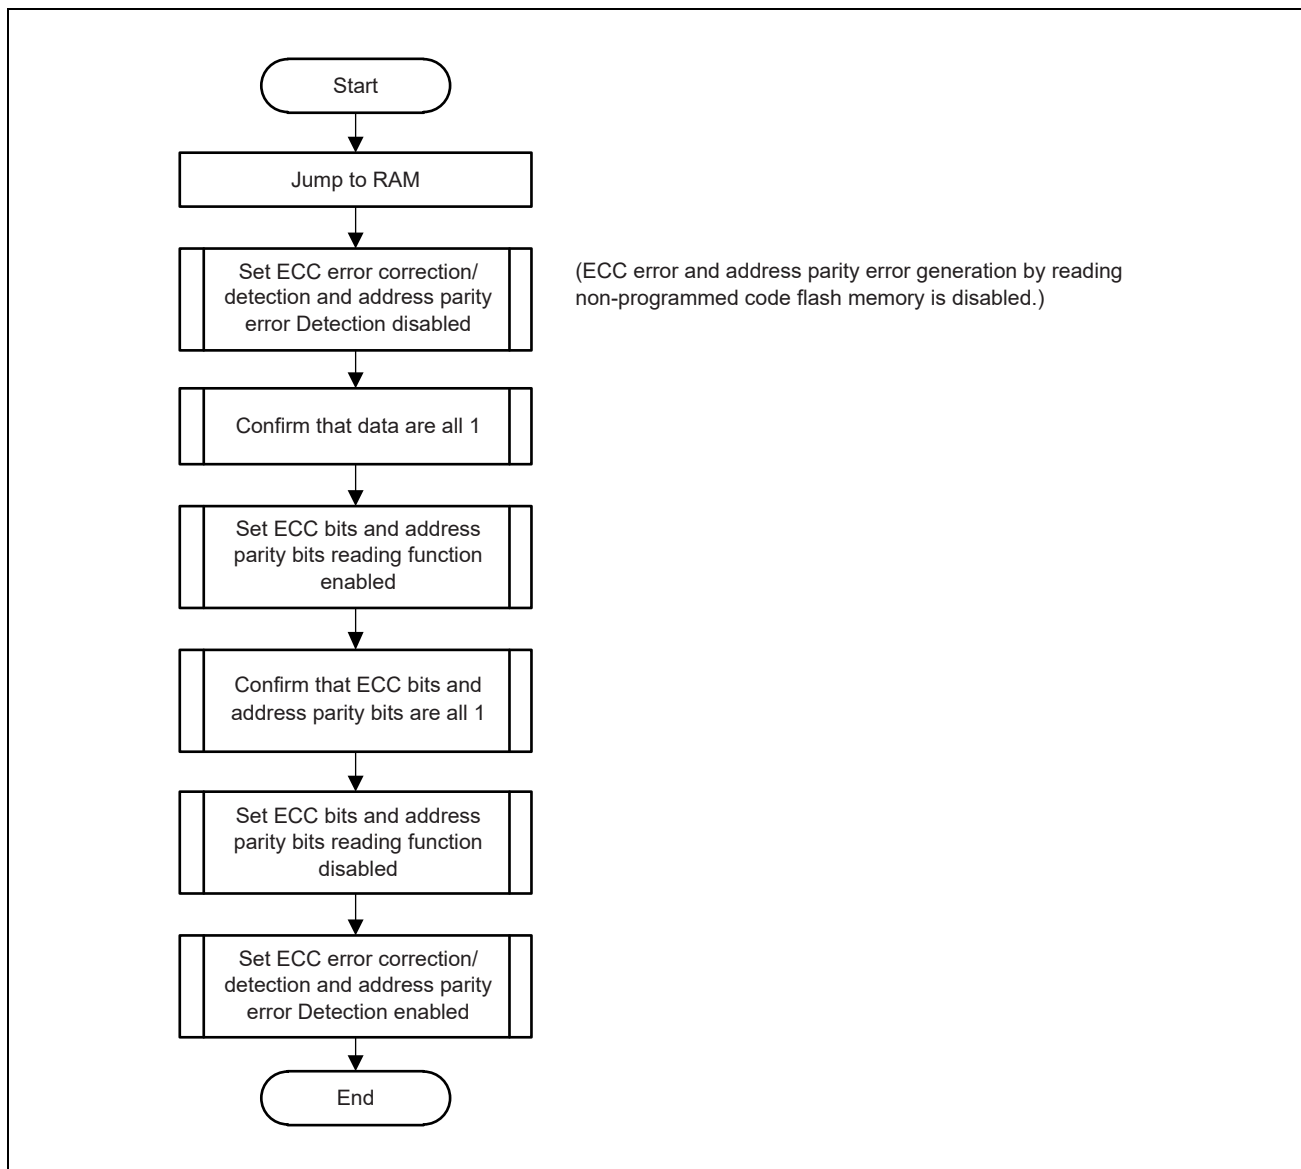 Start
Jump to RAM
Set ECC error correction/
detection and address parity
error Detection disabled
(ECC error and address parity error generation by reading
non-programmed code flash memory is disabled.)
Confirm that data are all 1
Set ECC bits and address
parity bits reading function
enabled
Confirm that ECC bits and
address parity bits are all 1
Set ECC bits and address
parity bits reading function
disabled
Set ECC error correction/
detection and address parity
error Detection enabled
End